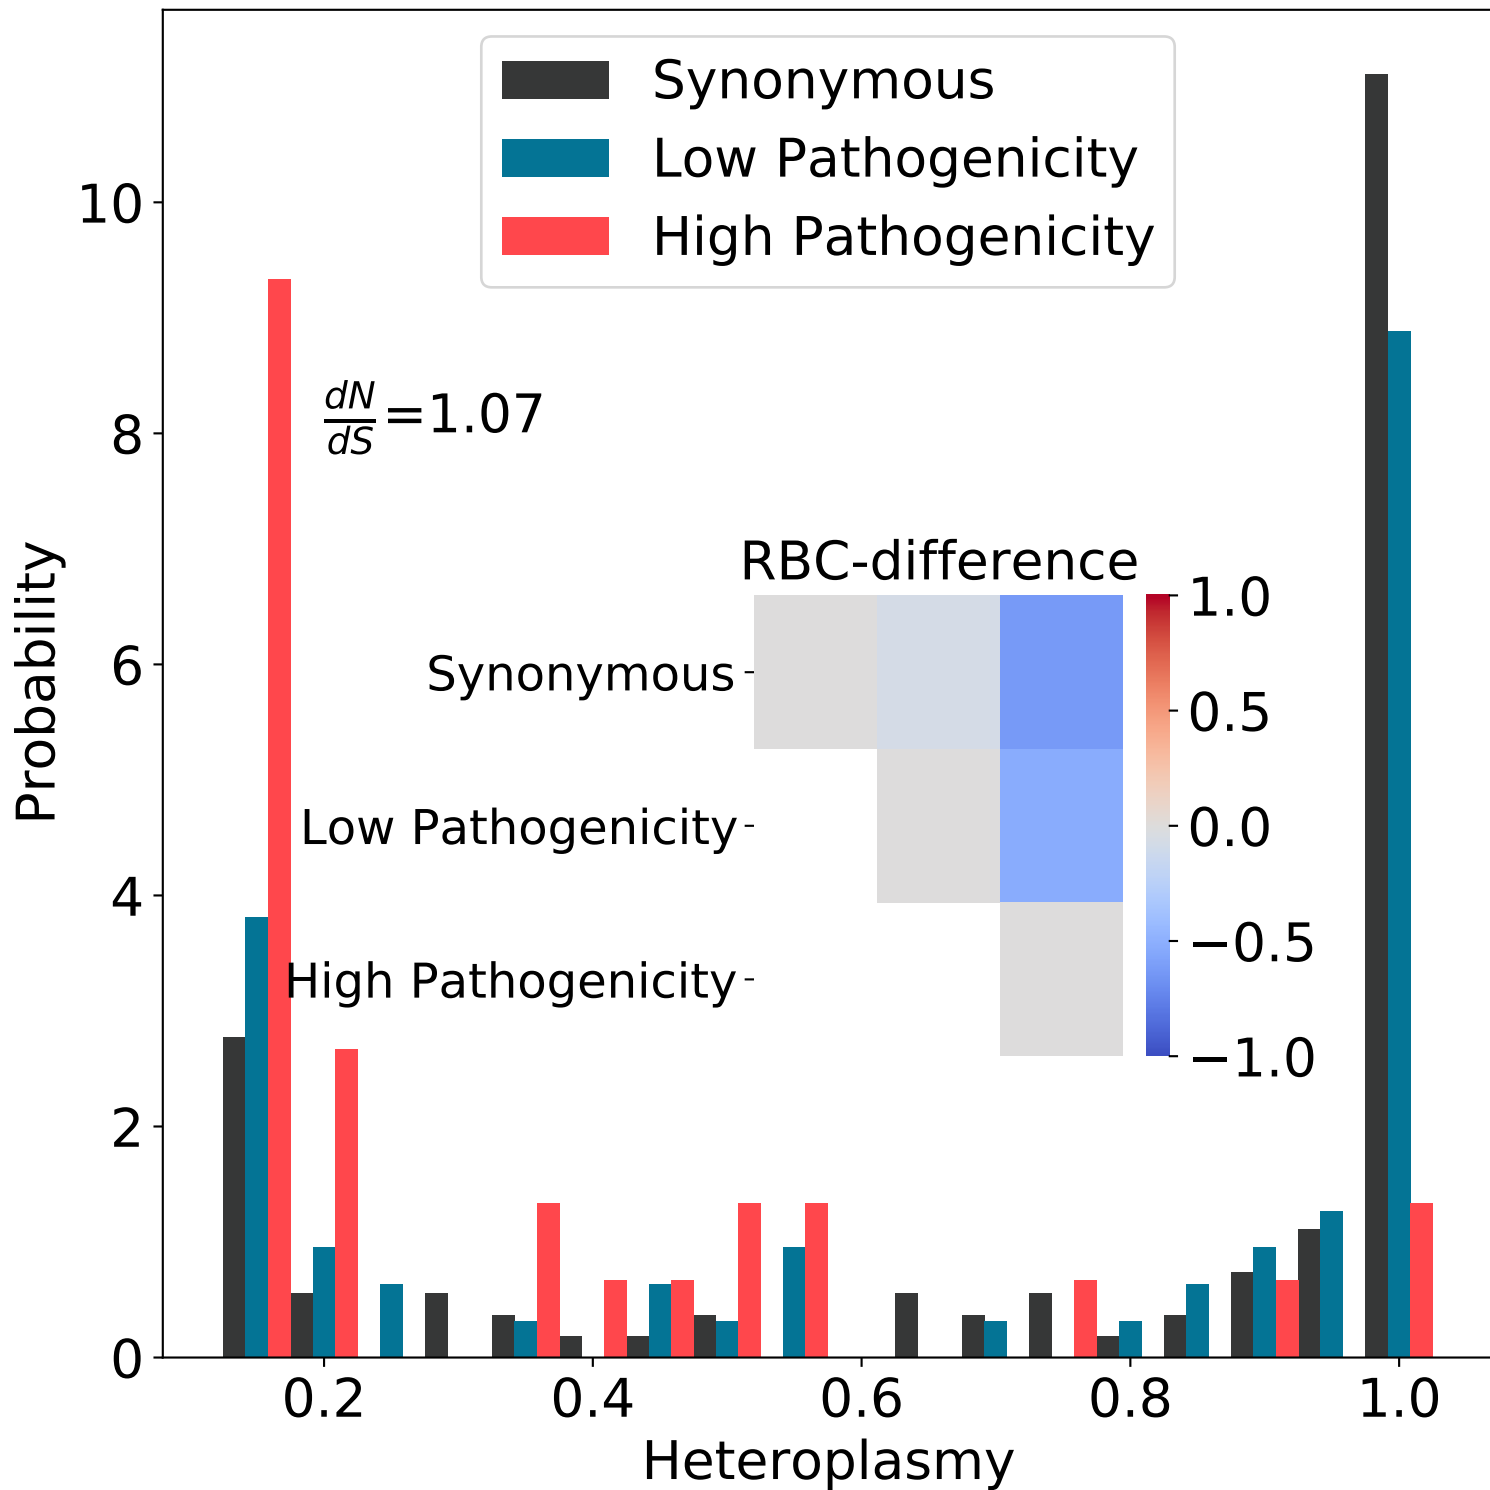 Synonymous
Low Pathogenicity
High Pathogenicity
10
8
6
4
2
0
Probability
dN
dS
=1.07
RBC-difference
Synonymous
Low Pathogenicity
High Pathogenicity
1.0
0.5
0.0
−0.5
−1.0
0.2 0.4 0.6 0.8 1.0
Heteroplasmy